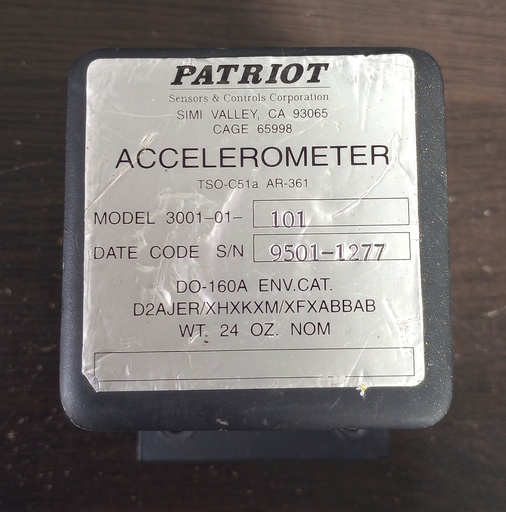 PATRIOT
Sensors & Controls Corporation
SIMI VALLEY, CA 93065
CAGE 65998
ACCELEROMETER
TSO-C51a AR-361
MODEL 3001-01- 101
DATE CODE S/N 9501-1277
DO-160A ENV.CAT.
D2AJER/XHXKXM/XFXABBAB
WT. 24 OZ. NOM